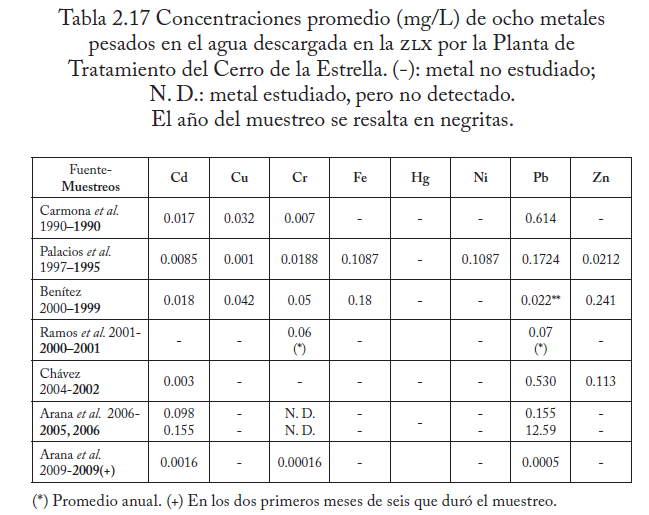 Tabla 2.17 Concentraciones promedio (mg/L) de ocho metales
pesados en el agua descargada en la ZLX por la Planta de
Tratamiento del Cerro de la Estrella. (-): metal no estudiado;
N. D.: metal estudiado, pero no detectado.
El año del muestreo se resalta en negritas.
Fuente-
Muestreos
Cd Cu Cr Fe Hg Ni Pb Zn
Carmona et al.
1990–1990
0.017 0.032 0.007 - - - 0.614 -
Palacios et al.
1997–1995
0.0085 0.001 0.0188 0.1087 - 0.1087 0.1724 0.0212
Benítez
2000–1999
0.018 0.042 0.05 0.18 - - 0.022** 0.241
Ramos et al. 2001-
2000–2001
- - 0.06 - - - 0.07 -
(*) (*)
Chávez
2004-2002
0.003 - - - - - 0.530 0.113
Arana et al. 2006-
2005, 2006
0.098 - N. D. - - - 0.155 -
0.155 - N. D. - - 12.59 -
Arana et al.
2009-2009(+)
0.0016 - 0.00016 - - - 0.0005 -
(*) Promedio anual. (+) En los dos primeros meses de seis que duró el muestreo.